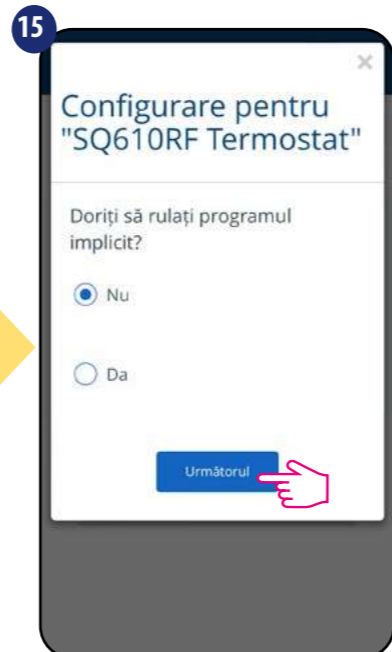 15
×
Configurare pentru
"SQ610RF Termostat"
Doriți să rulați programul
implicit?
Nu
Da
Următorul